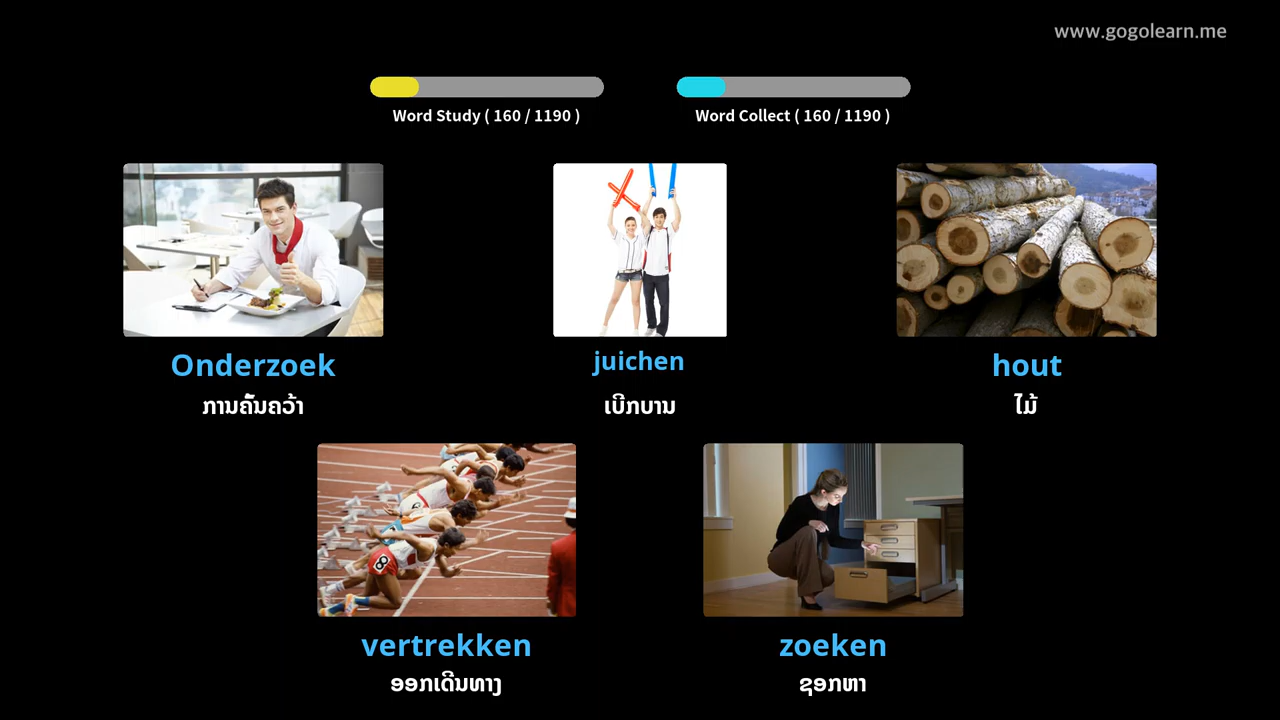 www.gogolearn.me
Word Study ( 160 / 1190 )
Word Collect ( 160 / 1190 )
Onderzoek
ການຄົ້ນຄວ້າ
juichen
ເບີກບານ
hout
ໄມ້
vertrekken
ອອກເດີນທາງ
zoeken
ຊອກຫາ